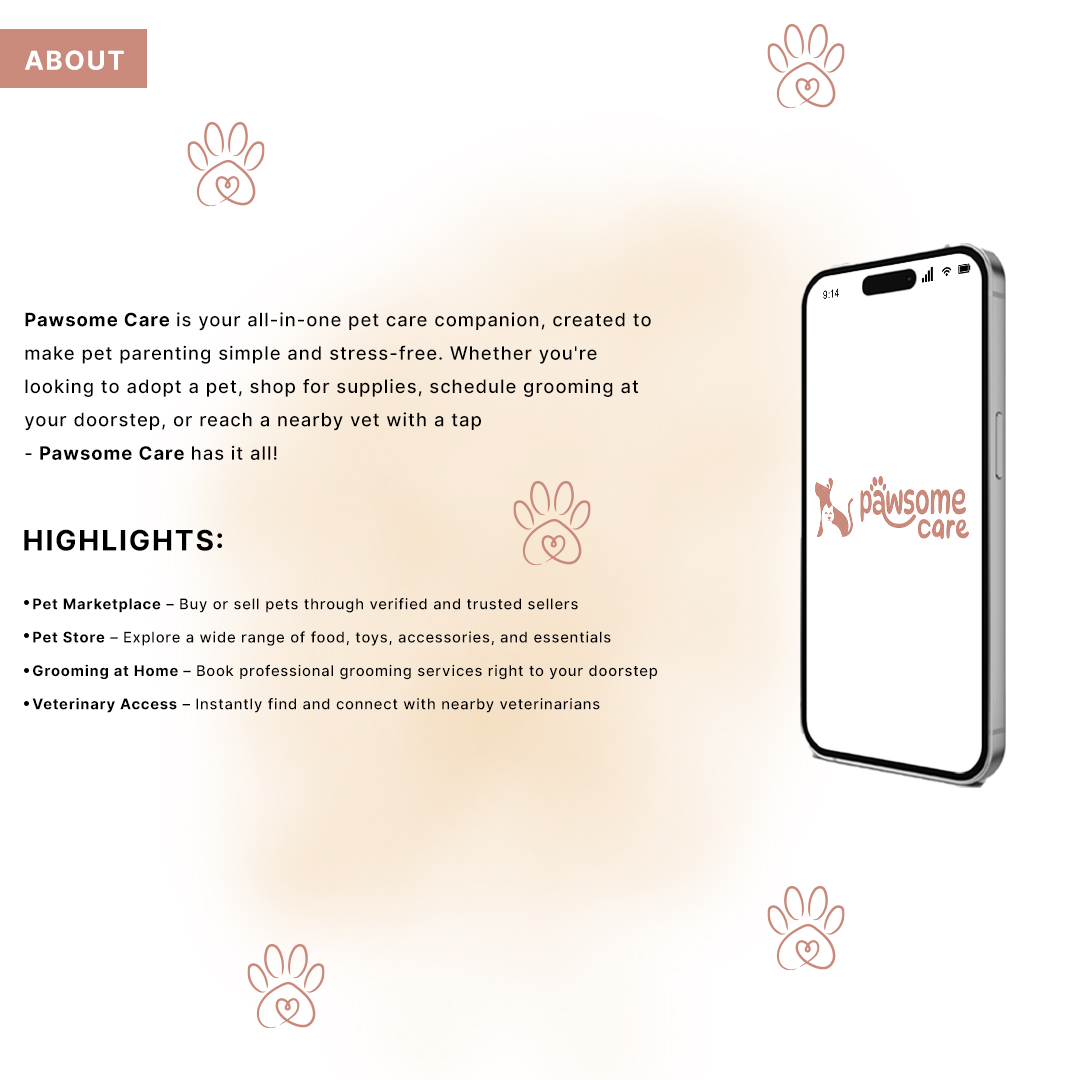 ABOUT
Pawsome Care is your all-in-one pet care companion, created to
make pet parenting simple and stress-free. Whether you're
looking to adopt a pet, shop for supplies, schedule grooming at
your doorstep, or reach a nearby vet with a tap
- Pawsome Care has it all!
HIGHLIGHTS:
•Pet Marketplace – Buy or sell pets through verified and trusted sellers
•Pet Store – Explore a wide range of food, toys, accessories, and essentials
•Grooming at Home – Book professional grooming services right to your doorstep
•Veterinary Access – Instantly find and connect with nearby veterinarians
9:14
pawsome
care